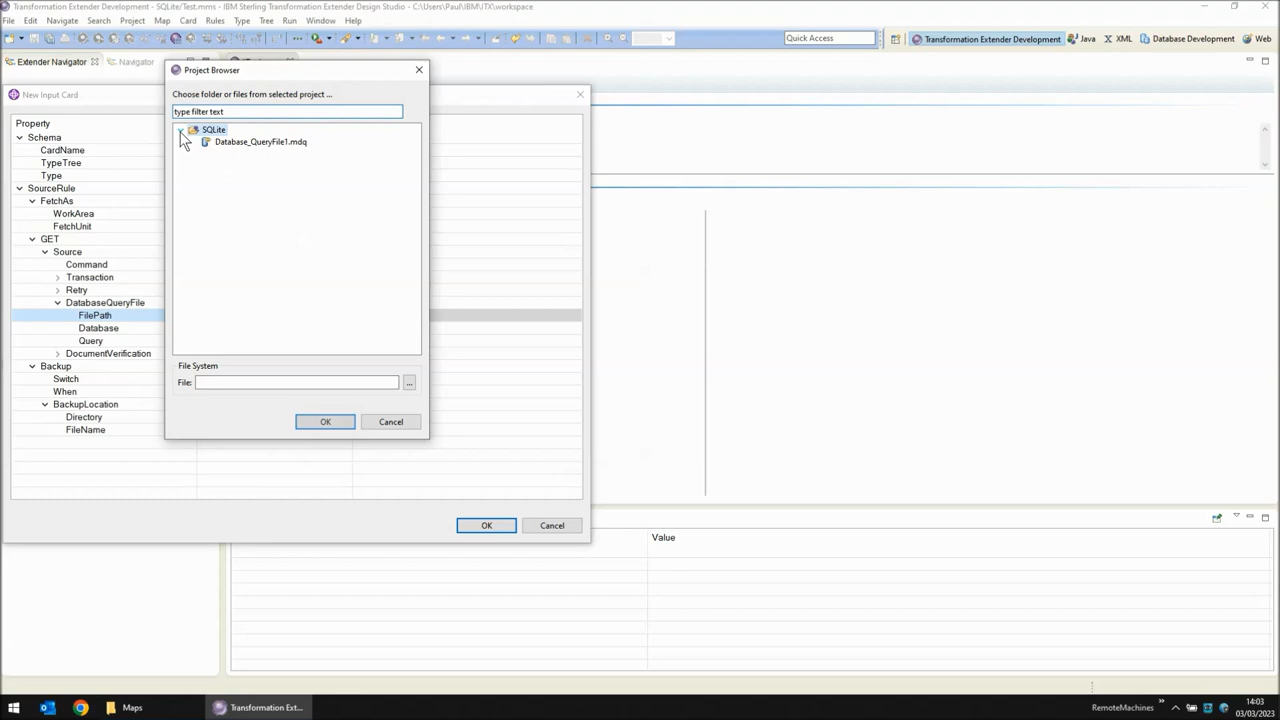 Transformation Extender Development - SQLite/Test.mms - IBM Sterling Transformation Extender Design Studio - C:\Users\Paul\IBM\ITX\workspace
File Edit Navigate Search Project Map Card Rules Type Tree Run Window Help
Quick Access
Transformation Extender Development
Java
XML
Database Development
Web
Extender Navigator
Navigator
Project Browser
New Input Card
Choose folder or files from selected project ...
type filter text
SQLite
Database_QueryFile1.mdq
Property
Schema
CardName
TypeTree
Type
SourceRule
FetchAs
WorkArea
FetchUnit
GET
Source
Command
Transaction
Retry
DatabaseQueryFile
FilePath
Database
Query
DocumentVerification
Backup
Switch
When
BackupLocation
Directory
FileName
File System
File:
...
OK
Cancel
OK
Cancel
Value
Maps
Transformation Ext...
RemoteMachines
14:03
03/03/2023